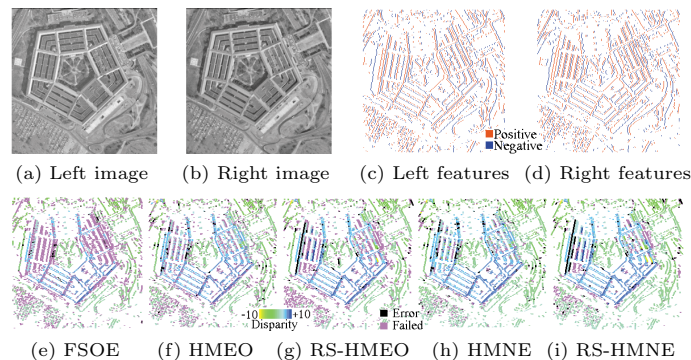 Positive
Negative
(a) Left image
(b) Right image
(c) Left features
(d) Right features
-10
+10
Disparity
Error
Failed
(e) FSOE
(f) HMEO
(g) RS-HMEO
(h) HMNE
(i) RS-HMNE